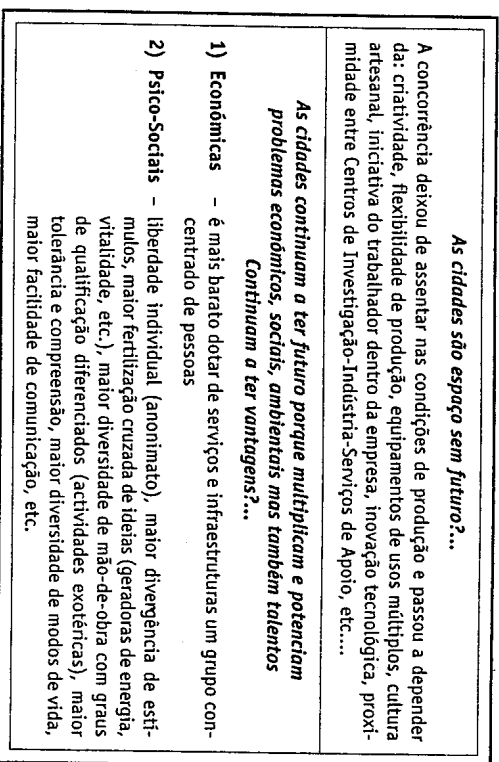 As cidades são espaço sem futuro?...
A concorrência deixou de assentar nas condições de produção e passou a depender
da: criatividade, flexibilidade de produção, equipamentos de usos múltiplos, cultura
artesanal, iniciativa do trabalhador dentro da empresa, inovação tecnológica, proxi-
midade entre Centros de Investigação-Indústria-Serviços de Apoio, etc....
As cidades continuam a ter futuro porque multiplicam e potenciam
problemas económicos, sociais, ambientais mas também talentos
Continuam a ter vantagens?...
1) Económicas – é mais barato dotar de serviços e infraestruturas um grupo con-
centrado de pessoas
2) Psico-Sociais – liberdade individual (anonimato), maior divergência de estí-
mulos, maior fertilização cruzada de ideias (geradoras de energia,
vitalidade, etc.), maior diversidade de mão-de-obra com graus
de qualificação diferenciados (actividades exotéricas), maior
tolerância e compreensão, maior diversidade de modos de vida,
maior facilidade de comunicação, etc.